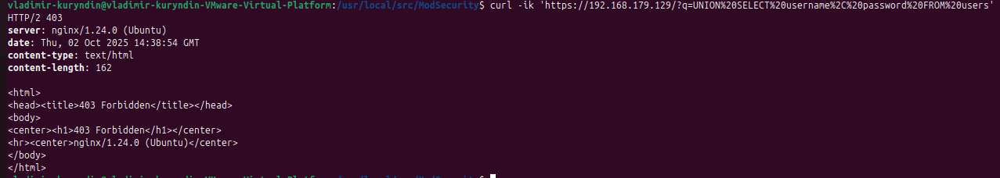 vladimir-kuryndin@vladimir-kuryndin-VMware-Virtual-Platform:/usr/local/src/ModSecurity$ curl -ik 'https://192.168.179.129/?q=UNION%20SELECT%20username%2C%20password%20FROM%20users'
HTTP/2 403
server: nginx/1.24.0 (Ubuntu)
date: Thu, 02 Oct 2025 14:38:54 GMT
content-type: text/html
content-length: 162

<html>
<head><title>403 Forbidden</title></head>
<body>
<center><h1>403 Forbidden</h1></center>
<hr><center>nginx/1.24.0 (Ubuntu)</center>
</body>
</html>